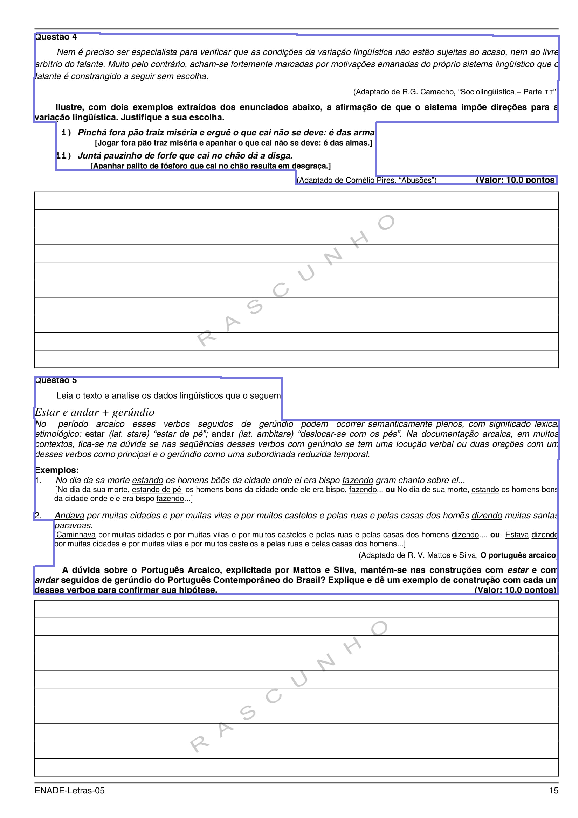 Questão 4
Nem é preciso ser especialista para verificar que as condições da variação lingüística não estão sujeitas ao acaso, nem ao livre
arbítrio do falante. Muito pelo contrário, acham-se fortemente marcadas por motivações emanadas do próprio sistema lingüístico que o
falante é constrangido a seguir sem escolha.
(Adaptado de R.G. Camacho, "Sociolingüística – Parte II"
Ilustre, com dois exemplos extraídos dos enunciados abaixo, a afirmação de que o sistema impõe direções para a
variação lingüística. Justifique a sua escolha.
i) Pinchá fora pão traiz miséria e erguê o que cai não se deve: é das arma
[Jogar fora pão traz miséria e apanhar o que cai não se deve: é das almas.]
ii) Juntá pauzinho de forfe que cai no chão dá a disga.
[Apanhar palito de fósforo que cai no chão resulta em desgraça.]
(Adaptado de Cornélio Pires, "Abusões") (Valor: 10,0 pontos)
RASCUNHO
Questão 5
Leia o texto e analise os dados lingüísticos que o seguem
Estar e andar + gerúndio
No período arcaico esses verbos seguidos de gerúndio podem ocorrer semanticamente plenos, com significado lexical
etimológico: estar (lat. stare) "estar de pé"; andar (lat. ambitare) "deslocar-se com os pés". Na documentação arcaica, em muitos
contextos, fica-se na dúvida se nas seqüências desses verbos com gerúndio se tem uma locução verbal ou duas orações com um
desses verbos como principal e o gerúndio como uma subordinada reduzida temporal.
Exemplos:
1. No dia da sa morte estando os homens bõõs da cidade onde el era bispo fazendo gram chanto sobre el...
[No dia da sua morte, estando de pé, os homens bons da cidade onde ele era bispo, fazendo... ou No dia de sua morte, estando os homens bons
da cidade onde ele era bispo fazendo...]
2. Andava por muitas cidades e por muitas vilas e por muitos castelos e pelas ruas e pelas casas dos homẽs dizendo muitas santas
paravoas.
[Caminhava por muitas cidades e por muitas vilas e por muitos castelos e pelas ruas e pelas casas dos homens dizendo.... ou Estava dizendo
por muitas cidades e por muitas vilas e por muitos castelos e pelas ruas e pelas casas dos homens...]
(Adaptado de R. V. Mattos e Silva, O português arcaico
A dúvida sobre o Português Arcaico, explicitada por Mattos e Silva, mantém-se nas construções com estar e com
andar seguidos de gerúndio do Português Contemporâneo do Brasil? Explique e dê um exemplo de construção com cada um
desses verbos para confirmar sua hipótese. (Valor: 10,0 pontos)
RASCUNHO
ENADE-Letras-05 15